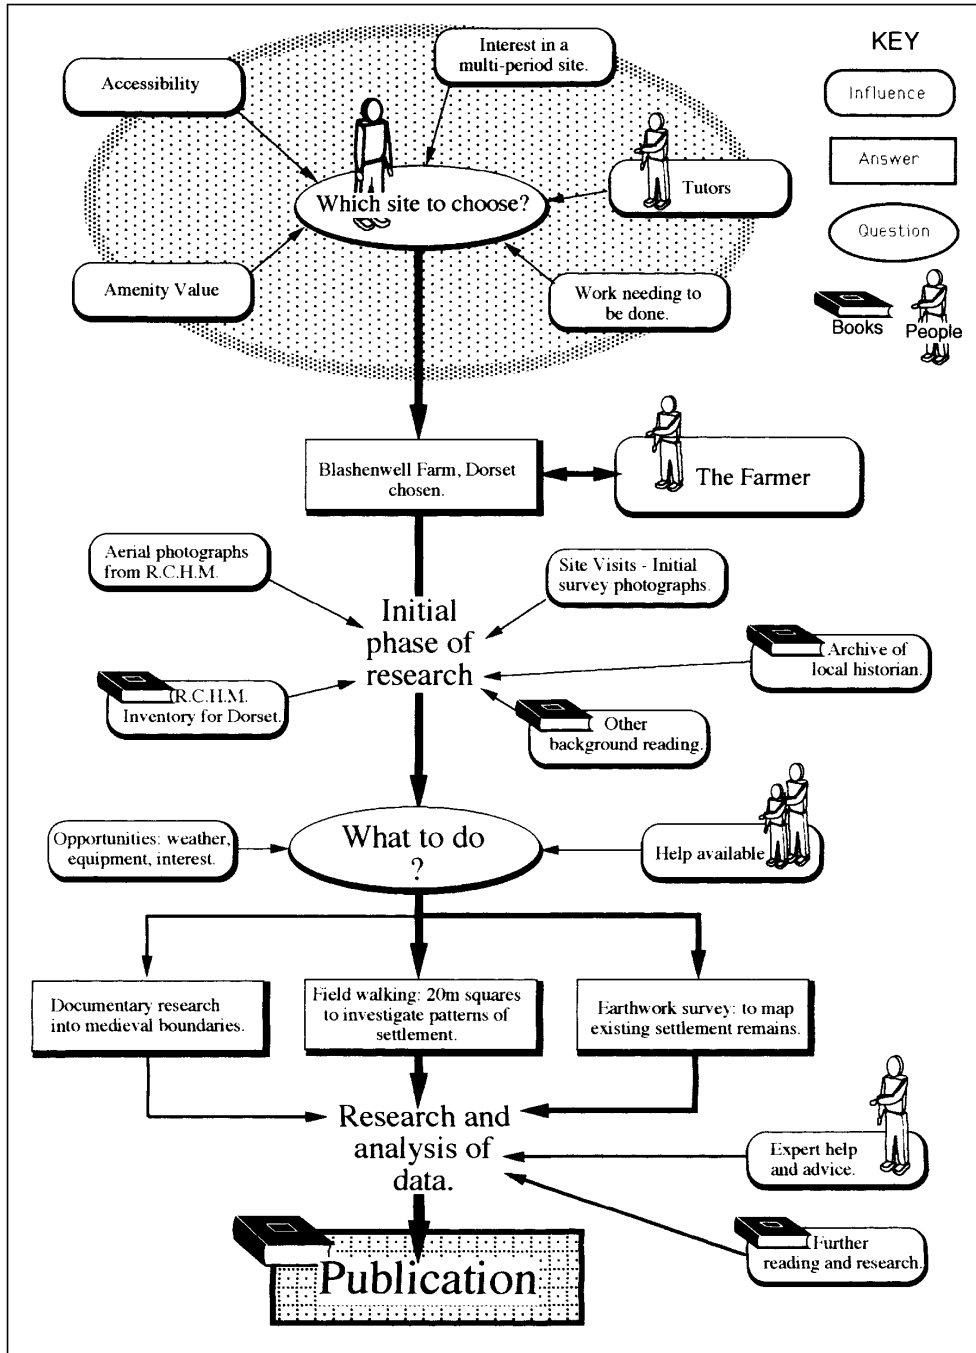 KEY
Influence
Answer
Question
Books
People
Accessibility
Interest in a
multi-period site.
Tutors
Which site to choose?
Amenity Value
Work needing to
be done.
Blashenwell Farm, Dorset
chosen.
The Farmer
Aerial photographs
from R.C.H.M.
Site Visits - Initial
survey photographs.
Initial
phase of
research
Archive of
local historian.
R.C.H.M.
Inventory for Dorset.
Other
background reading.
Opportunities: weather,
equipment, interest.
What to do
?
Help available
Documentary research
into medieval boundaries.
Field walking: 20m squares
to investigate patterns of
settlement.
Earthwork survey: to map
existing settlement remains.
Research and
analysis of
data.
Expert help
and advice.
Further
reading and research.
Publication